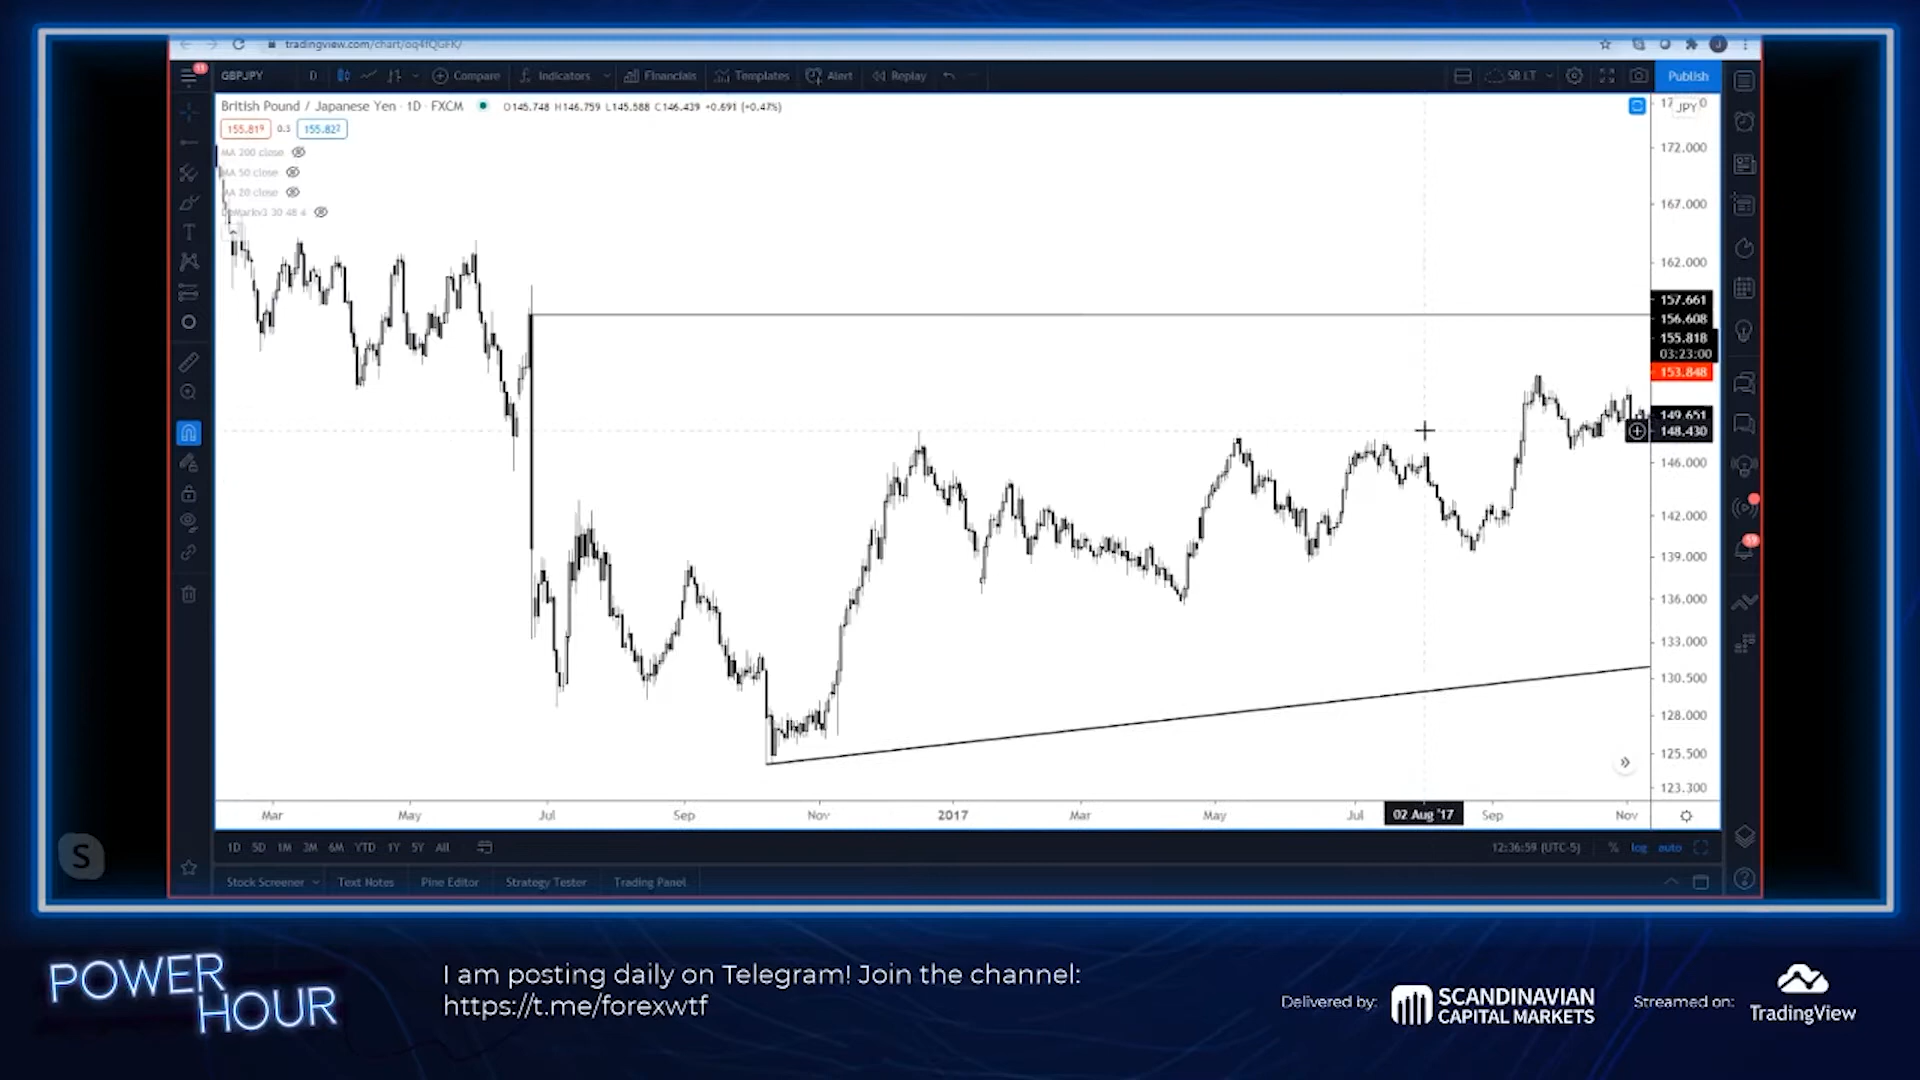 tradingview.com/chart/oq4fQGFK/
11
GBPJPY D Compare Indicators Financials Templates Alert Replay SB LT Publish
British Pound / Japanese Yen · 1D · FXCM O145.748 H146.759 L145.588 C146.439 +0.691 (+0.47%)
155.819 0.3 155.822
MA 200 close
MA 50 close
MA 20 close
JPY
172.000
167.000
162.000
157.661
156.608
155.818
03:23:00
153.848
149.651
148.430
146.000
142.000
139.000
136.000
133.000
130.500
128.000
125.500
123.300
59
Mar May Jul Sep Nov 2017 Mar May Jul 02 Aug '17 Sep Nov
1D 5D 1M 3M 6M YTD 1Y 5Y All 12:36:59 (UTC-5) % log auto
Stock Screener Text Notes Pine Editor Strategy Tester Trading Panel
S
POWER
HOUR
I am posting daily on Telegram! Join the channel:
https://t.me/forexwtf
Delivered by: SCANDINAVIAN
CAPITAL MARKETS
Streamed on: TradingView